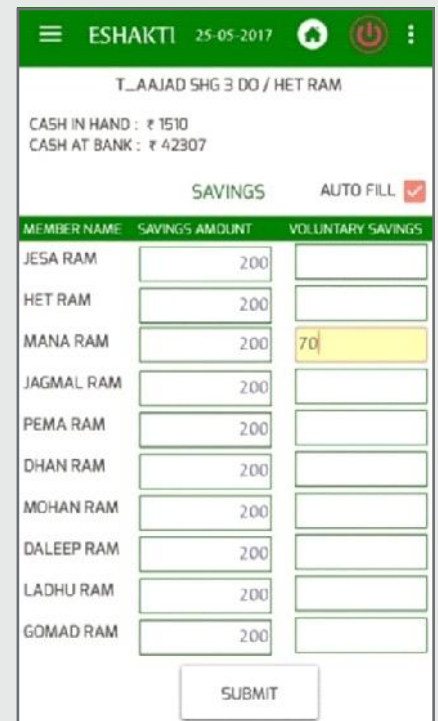 ESHAKTI 25-05-2017
T_AAJAD SHG 3 DO / HET RAM
CASH IN HAND : ₹ 1510
CASH AT BANK : ₹ 42307
SAVINGS AUTO FILL
MEMBER NAME SAVINGS AMOUNT VOLUNTARY SAVINGS
JESA RAM 200
HET RAM 200
MANA RAM 200 70
JAGMAL RAM 200
PEMA RAM 200
DHAN RAM 200
MOHAN RAM 200
DALEEP RAM 200
LADHU RAM 200
GOMAD RAM 200
SUBMIT